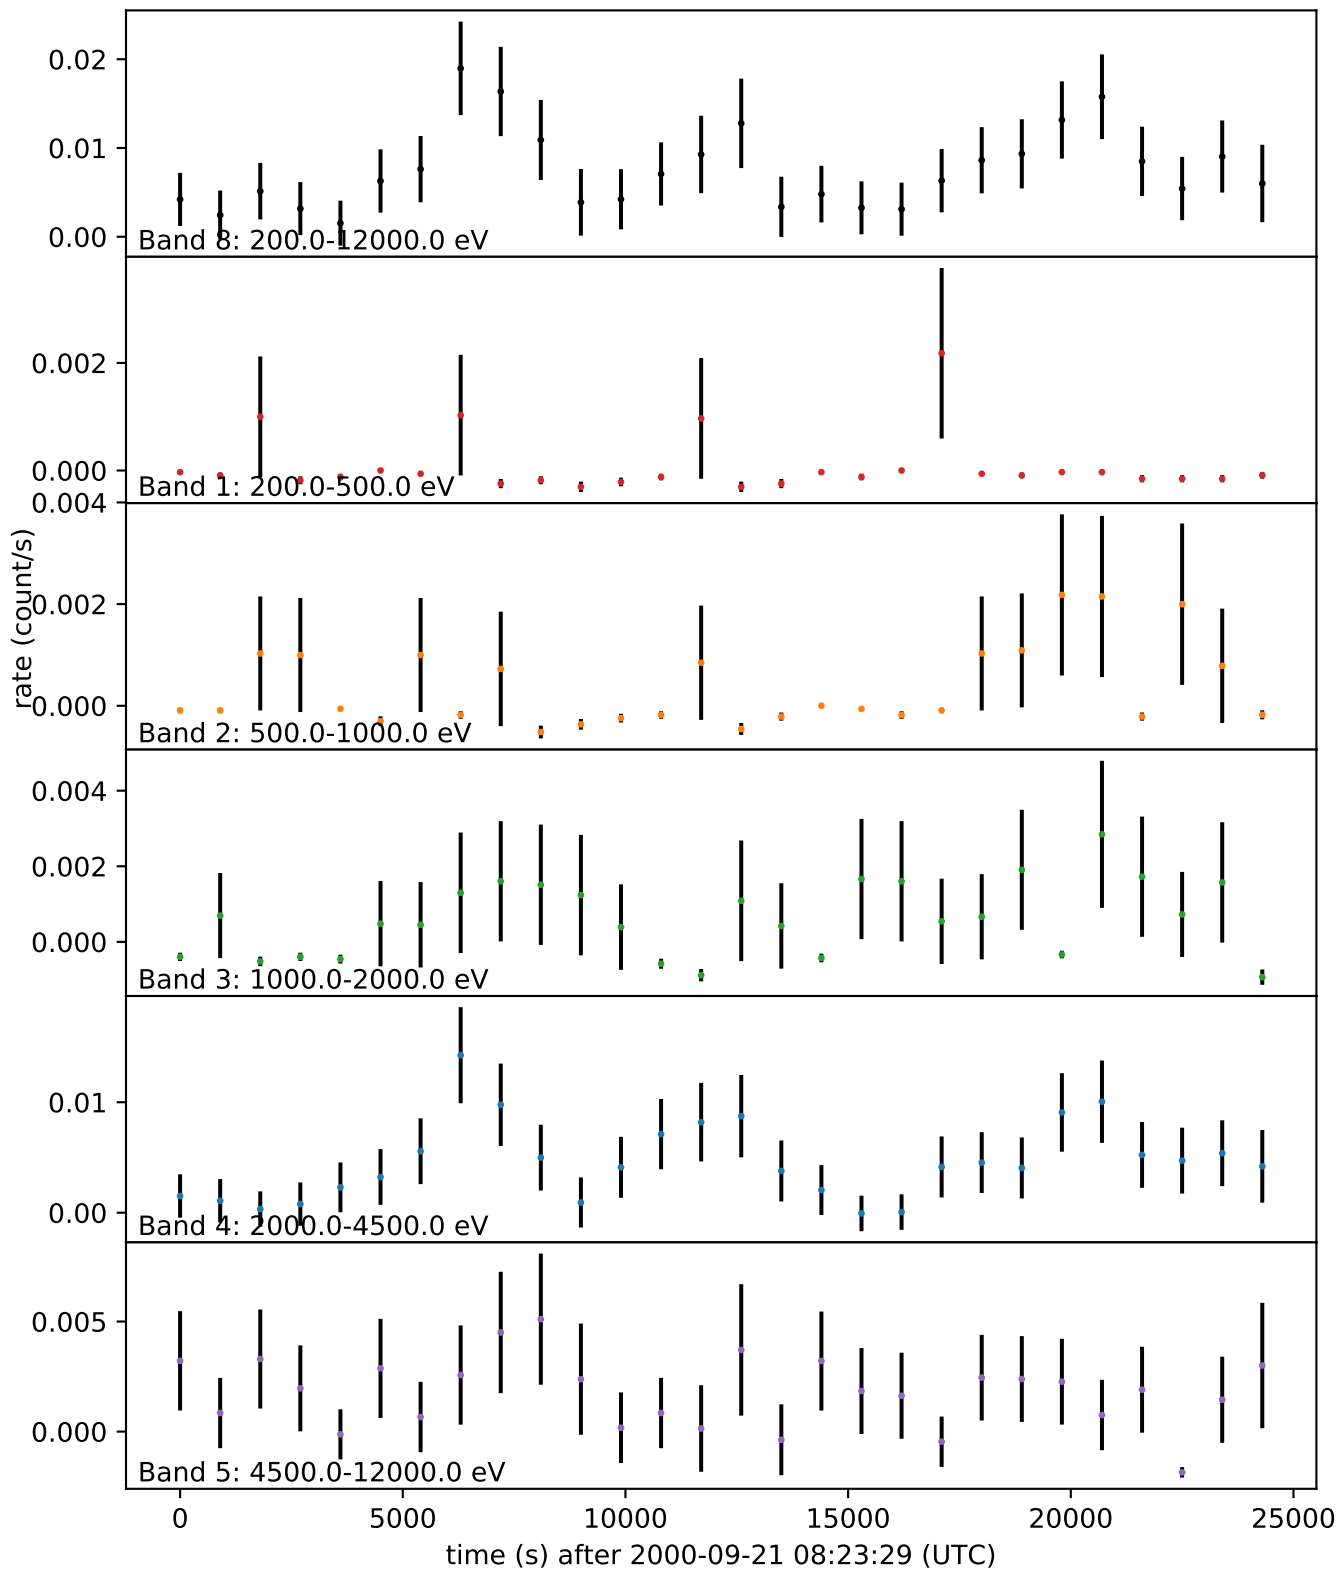 0.02
0.01
0.00
Band 8: 200.0-12000.0 eV
0.002
0.000
Band 1: 200.0-500.0 eV
0.004
rate (count/s)
0.002
0.000
Band 2: 500.0-1000.0 eV
0.004
0.002
0.000
Band 3: 1000.0-2000.0 eV
0.01
0.00
Band 4: 2000.0-4500.0 eV
0.005
0.000
Band 5: 4500.0-12000.0 eV
0 5000 10000 15000 20000 25000
time (s) after 2000-09-21 08:23:29 (UTC)